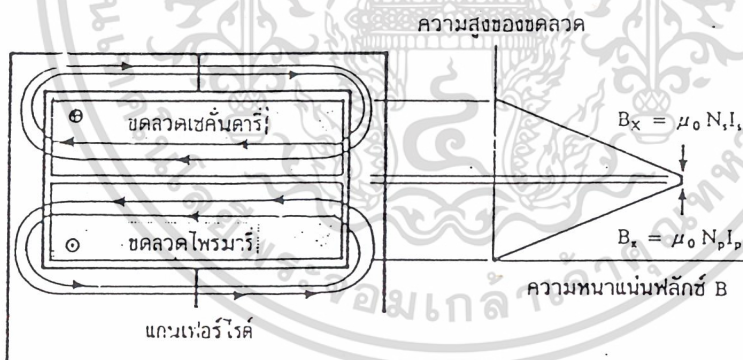 ความสูงของขดลวด
ขดลวดเซคันดารี
B_X = μ₀ N_s I_s
ขดลวดไพรมารี
B_x = μ₀ N_p I_p
ความหนาแน่นฟลักซ์ B
แกนเฟอร์ไรต์